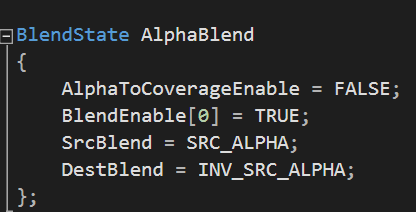 BlendState AlphaBlend
{
    AlphaToCoverageEnable = FALSE;
    BlendEnable[0] = TRUE;
    SrcBlend = SRC_ALPHA;
    DestBlend = INV_SRC_ALPHA;
};